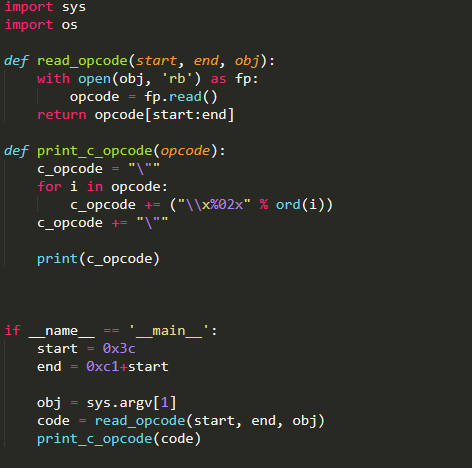 import sys
import os
def read_opcode(start, end, obj):
    with open(obj, 'rb') as fp:
        opcode = fp.read()
    return opcode[start:end]
def print_c_opcode(opcode):
    c_opcode = "\""
    for i in opcode:
        c_opcode += ("\\x%02x" % ord(i))
    c_opcode += "\""
    print(c_opcode)
if __name__ == '__main__':
    start = 0x3c
    end = 0xc1+start
    obj = sys.argv[1]
    code = read_opcode(start, end, obj)
    print_c_opcode(code)